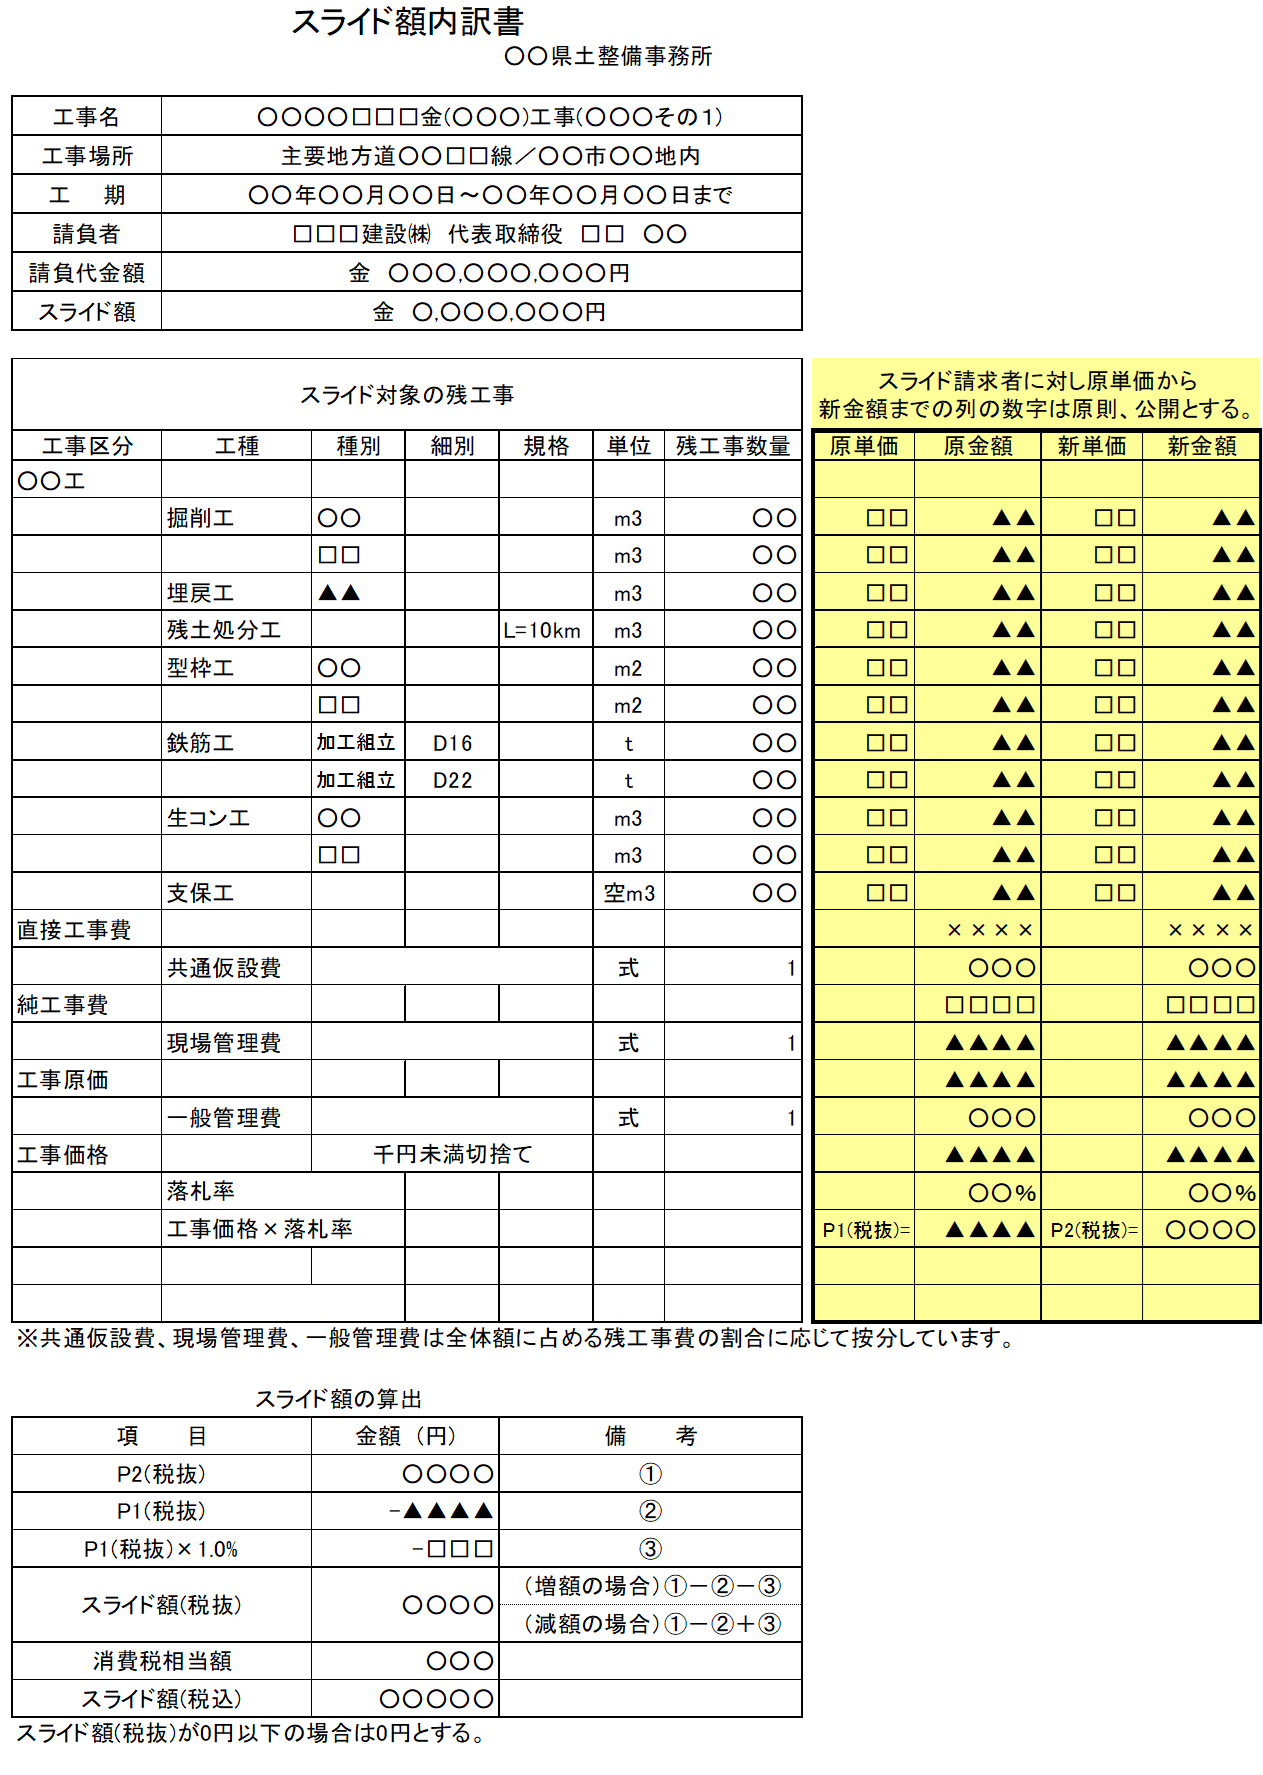 スライド額内訳書
〇〇県土整備事務所
工事名 〇〇〇〇□□□金(〇〇〇)工事(〇〇〇その1)
工事場所 主要地方道〇〇□□線／〇〇市〇〇地内
工　期 〇〇年〇〇月〇〇日～〇〇年〇〇月〇〇日まで
請負者 □□□建設㈱　代表取締役　□□　〇〇
請負代金額 金　〇〇〇,〇〇〇,〇〇〇円
スライド額 金　〇,〇〇〇,〇〇〇円
スライド対象の残工事
スライド請求者に対し原単価から
新金額までの列の数字は原則、公開とする。
工事区分 工種 種別 細別 規格 単位 残工事数量 原単価 原金額 新単価 新金額
〇〇工
掘削工 〇〇 m3 〇〇 □□ ▲▲ □□ ▲▲
□□ m3 〇〇 □□ ▲▲ □□ ▲▲
埋戻工 ▲▲ m3 〇〇 □□ ▲▲ □□ ▲▲
残土処分工 L=10km m3 〇〇 □□ ▲▲ □□ ▲▲
型枠工 〇〇 m2 〇〇 □□ ▲▲ □□ ▲▲
□□ m2 〇〇 □□ ▲▲ □□ ▲▲
鉄筋工 加工組立 D16 t 〇〇 □□ ▲▲ □□ ▲▲
加工組立 D22 t 〇〇 □□ ▲▲ □□ ▲▲
生コン工 〇〇 m3 〇〇 □□ ▲▲ □□ ▲▲
□□ m3 〇〇 □□ ▲▲ □□ ▲▲
支保工 空m3 〇〇 □□ ▲▲ □□ ▲▲
直接工事費 ×××× ××××
共通仮設費 式 1 〇〇〇 〇〇〇
純工事費 □□□□ □□□□
現場管理費 式 1 ▲▲▲▲ ▲▲▲▲
工事原価 ▲▲▲▲ ▲▲▲▲
一般管理費 式 1 〇〇〇 〇〇〇
工事価格 千円未満切捨て ▲▲▲▲ ▲▲▲▲
落札率 〇〇% 〇〇%
工事価格×落札率 P1(税抜)= ▲▲▲▲ P2(税抜)= 〇〇〇〇
※共通仮設費、現場管理費、一般管理費は全体額に占める残工事費の割合に応じて按分しています。
スライド額の算出
項　目 金額（円） 備　考
P2(税抜) 〇〇〇〇 ①
P1(税抜) -▲▲▲▲ ②
P1(税抜)×1.0% -□□□ ③
スライド額(税抜) 〇〇〇〇 （増額の場合）①－②－③
（減額の場合）①－②＋③
消費税相当額 〇〇〇
スライド額(税込) 〇〇〇〇〇
スライド額(税抜)が0円以下の場合は0円とする。